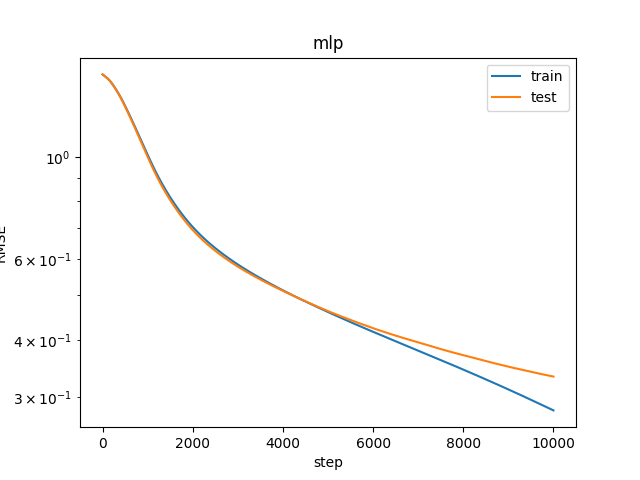 mlp
train
test
10⁰
6 × 10⁻¹
4 × 10⁻¹
3 × 10⁻¹
RMSE
0 2000 4000 6000 8000 10000
step